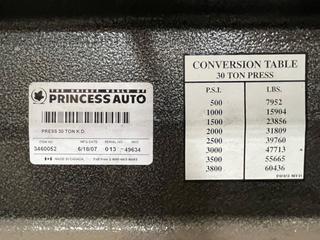 THE UNIQUE WORLD OF
PRINCESS AUTO
PRESS 30 TON K.D.
ITEM NO. MFG DATE SERIAL NO.
3460052 6/18/07 013 -49634
MADE IN CANADA
CONVERSION TABLE
30 TON PRESS
P.S.I. LBS.
500 7952
1000 15904
1500 23856
2000 31809
2500 39760
3000 47713
3500 55665
3800 60436